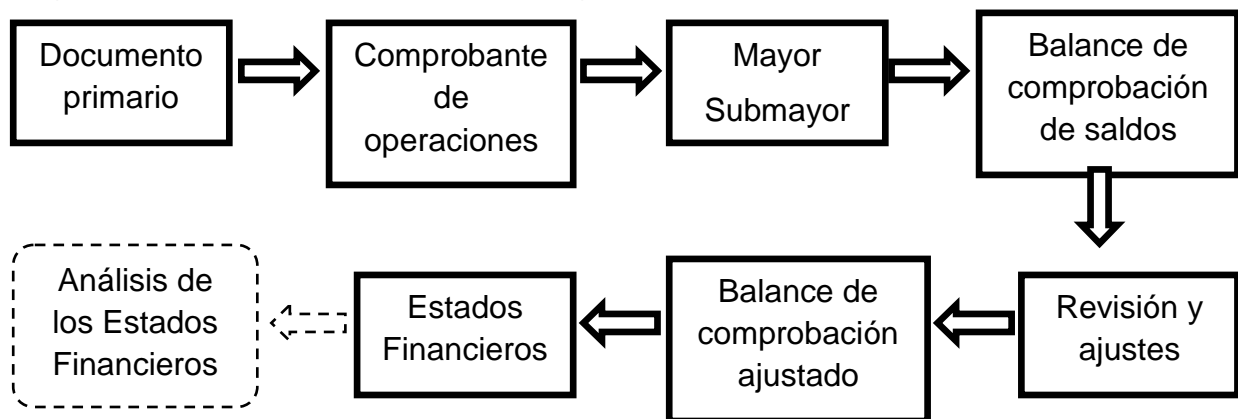 Documento
primario
Comprobante
de
operaciones
Mayor
Submayor
Balance de
comprobación
de saldos
Revisión y
ajustes
Balance de
comprobación
ajustado
Estados
Financieros
Análisis de
los Estados
Financieros